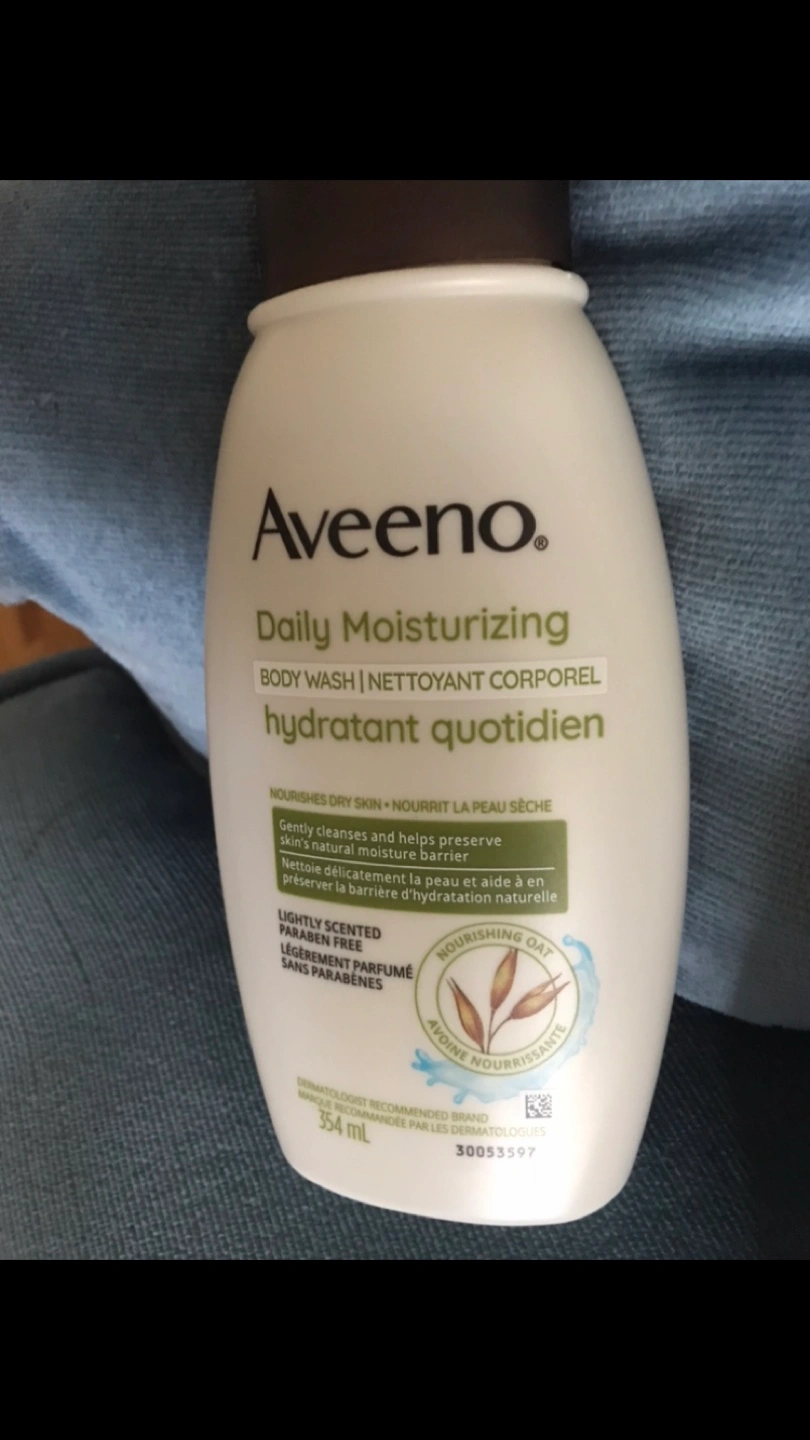 Aveeno®
Daily Moisturizing
BODY WASH | NETTOYANT CORPOREL
hydratant quotidien
NOURISHES DRY SKIN • NOURRIT LA PEAU SÈCHE
Gently cleanses and helps preserve
skin's natural moisture barrier
Nettoie délicatement la peau et aide à en
préserver la barrière d'hydratation naturelle
LIGHTLY SCENTED
PARABEN FREE
LÉGÈREMENT PARFUMÉ
SANS PARABÈNES
NOURISHING OAT
AVOINE NOURRISSANTE
DERMATOLOGIST RECOMMENDED BRAND
MARQUE RECOMMANDÉE PAR LES DERMATOLOGUES
354 mL
30053597